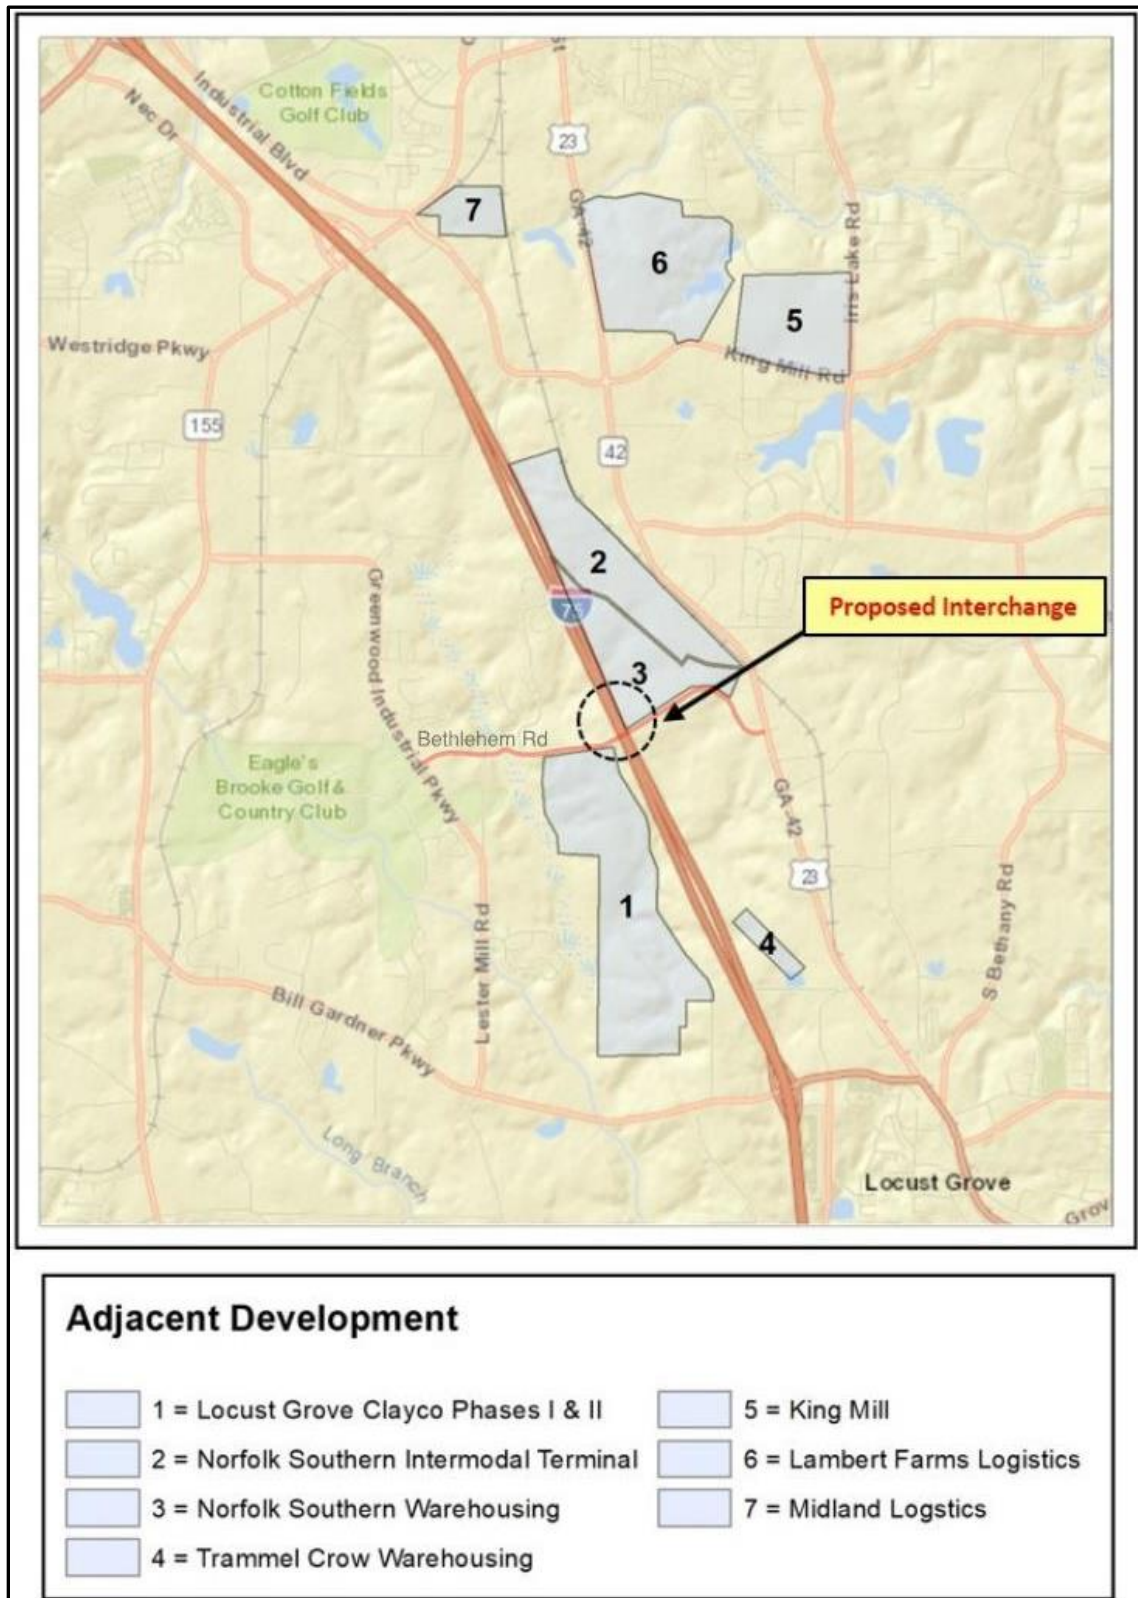 Cotton Fields
Golf Club
Industrial Blvd
Nec Dr
23
GA-42
7
6
5
Iris Lake Rd
King Mill Rd
Westridge Pkwy
155
42
2
75
Proposed Interchange
3
Greenwood Industrial Pkwy
Bethlehem Rd
Eagle's
Brooke Golf &
Country Club
GA-42
23
1
4
S Bethany Rd
Lester Mill Rd
Bill Gardner Pkwy
Long Branch
Locust Grove
Grov
Adjacent Development
1 = Locust Grove Clayco Phases I & II
2 = Norfolk Southern Intermodal Terminal
3 = Norfolk Southern Warehousing
4 = Trammel Crow Warehousing
5 = King Mill
6 = Lambert Farms Logistics
7 = Midland Logstics